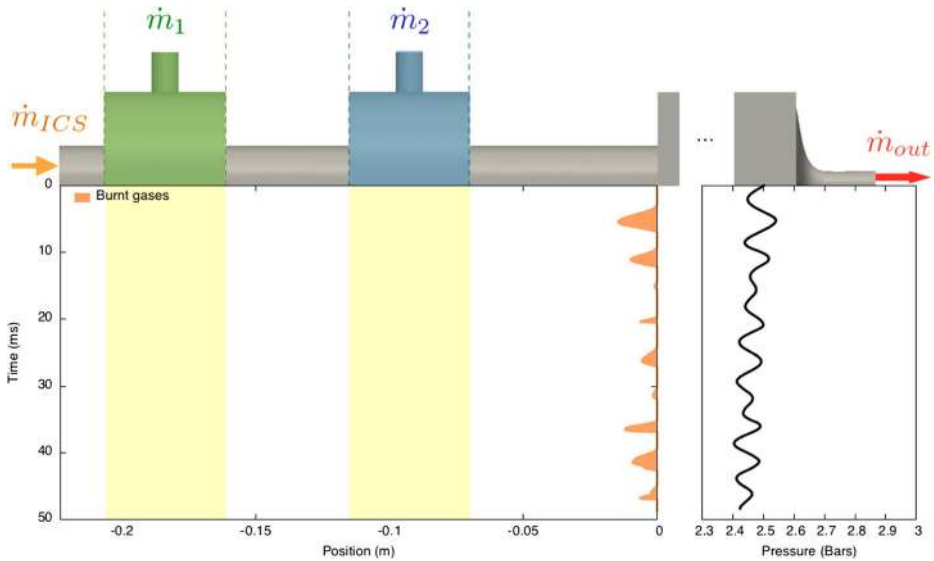 ṁ₁
ṁ₂
ṁ_ICS
...
ṁ_out
Burnt gases
0
10
20
30
40
50
Time (ms)
-0.2
-0.15
-0.1
-0.05
0
Position (m)
2.3
2.4
2.5
2.6
2.7
2.8
2.9
3
Pressure (Bars)